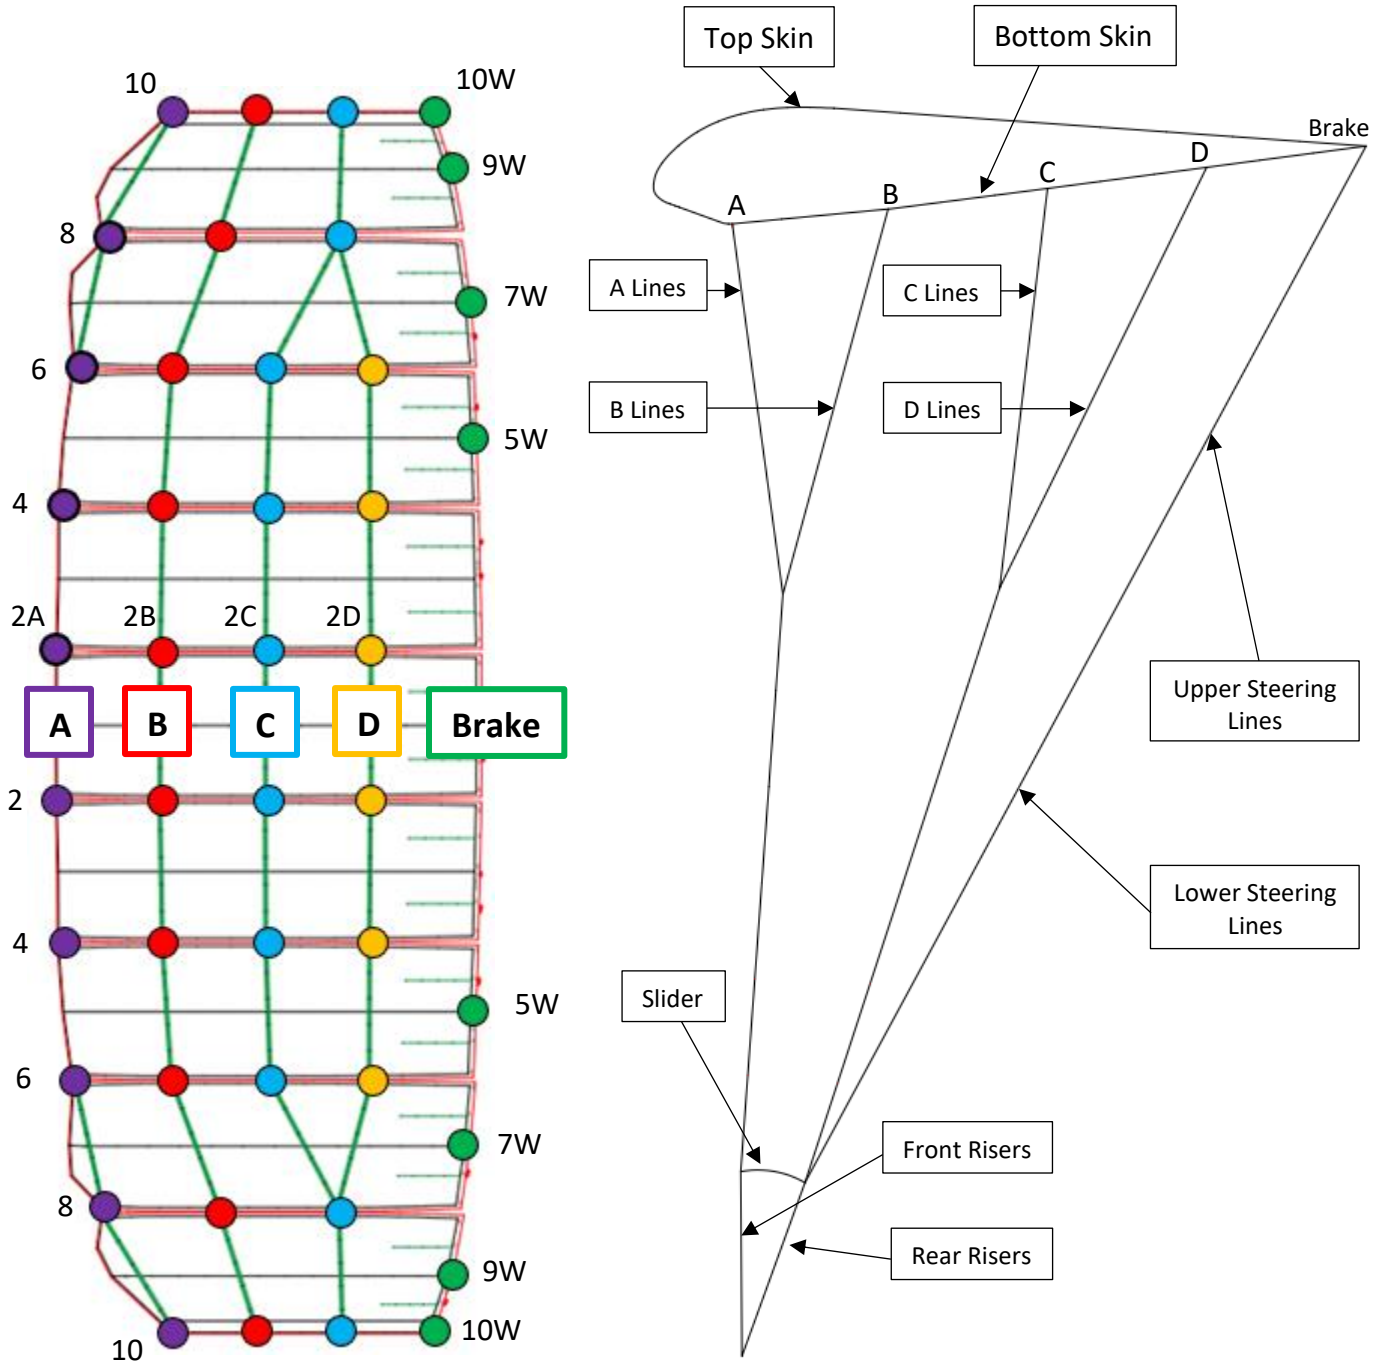 10
10W
9W
8
7W
6
5W
4
2A
2B
2C
2D
A
B
C
D
Brake
2
4
5W
6
7W
8
9W
10W
10
Top Skin
Bottom Skin
Brake
D
C
B
A
A Lines
C Lines
B Lines
D Lines
Upper Steering
Lines
Lower Steering
Lines
Slider
Front Risers
Rear Risers